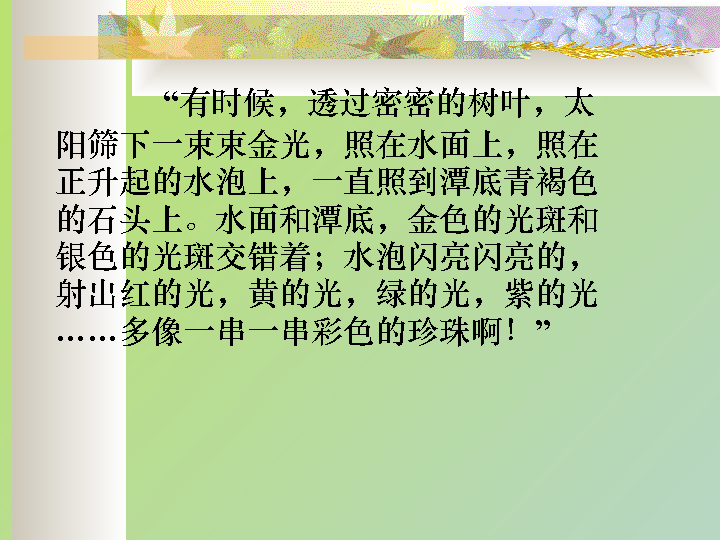 “有时候，透过密密的树叶，太
阳筛下一束束金光，照在水面上，照在
正升起的水泡上，一直照到潭底青褐色
的石头上。水面和潭底，金色的光斑和
银色的光斑交错着；水泡闪亮闪亮的，
射出红的光，黄的光，绿的光，紫的光
……多像一串一串彩色的珍珠啊！”